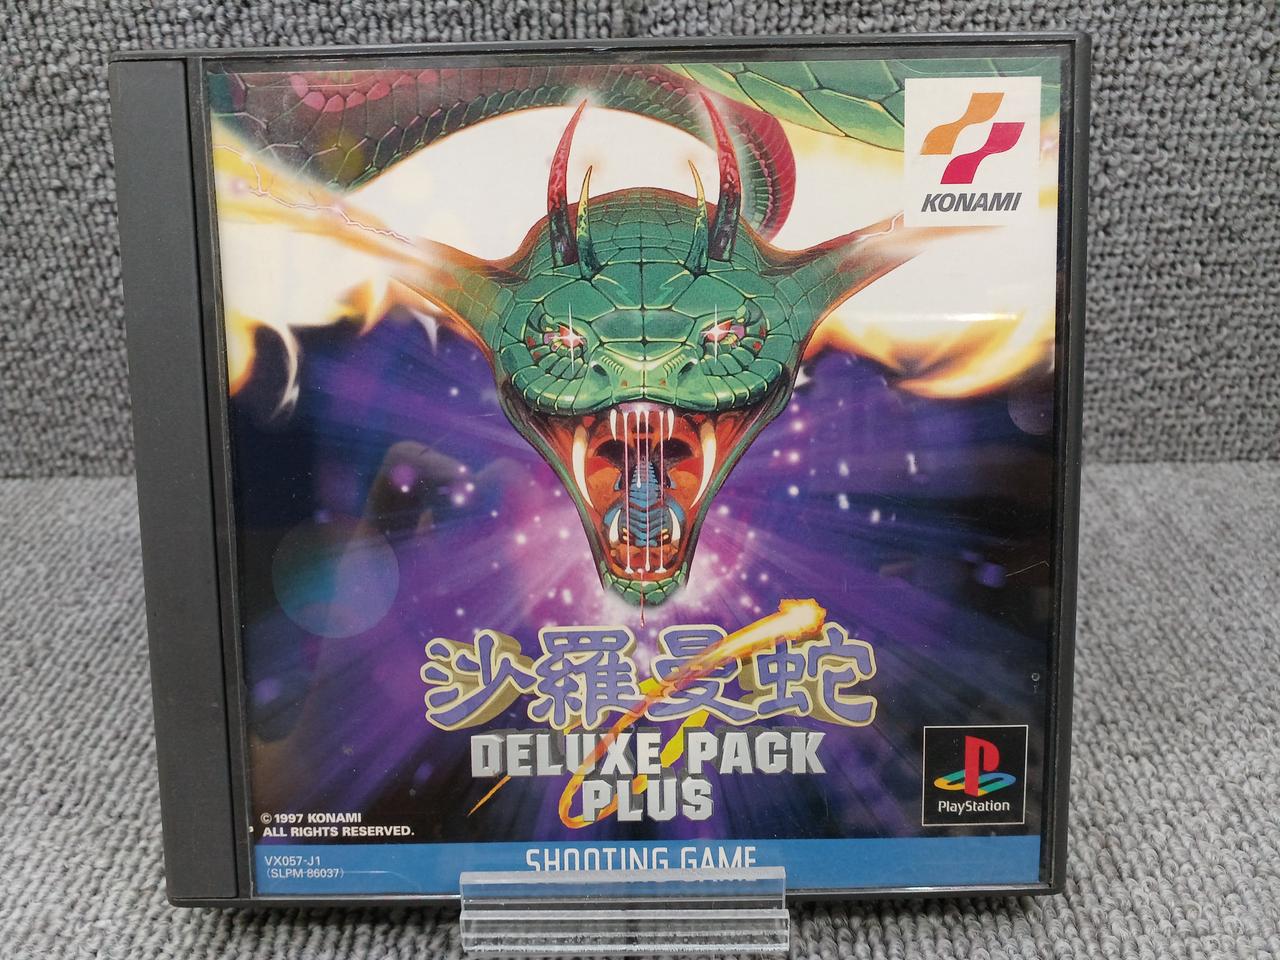 KONAMI
沙羅曼蛇
DELUXE PACK
PLUS
PlayStation
©1997 KONAMI
ALL RIGHTS RESERVED.
VX057-J1
(SLPM-86037)
SHOOTING GAME